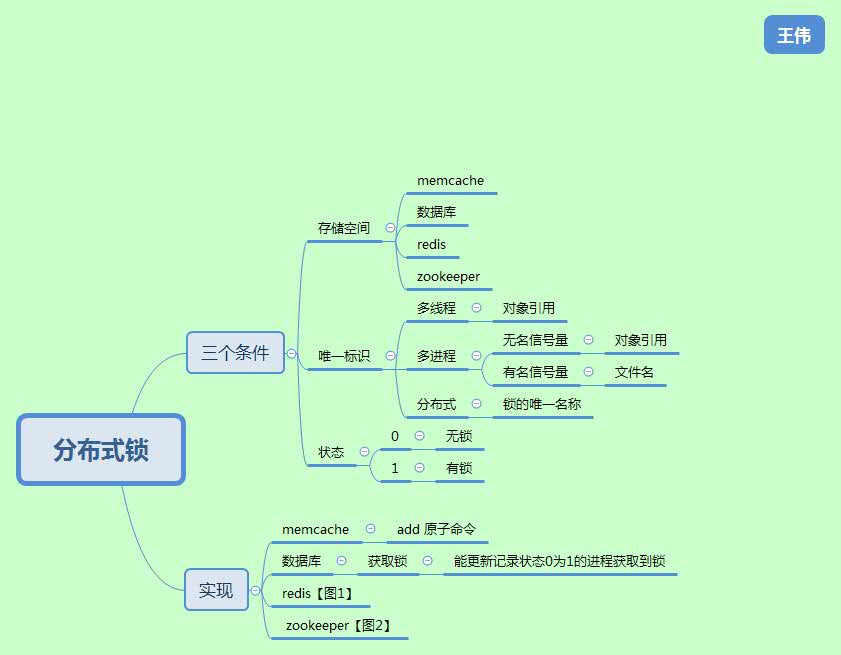 王伟
分布式锁
三个条件
存储空间
memcache
数据库
redis
zookeeper
唯一标识
多线程 对象引用
多进程
无名信号量 对象引用
有名信号量 文件名
分布式 锁的唯一名称
状态
0 无锁
1 有锁
实现
memcache add 原子命令
数据库 获取锁 能更新记录状态0为1的进程获取到锁
redis【图1】
zookeeper【图2】